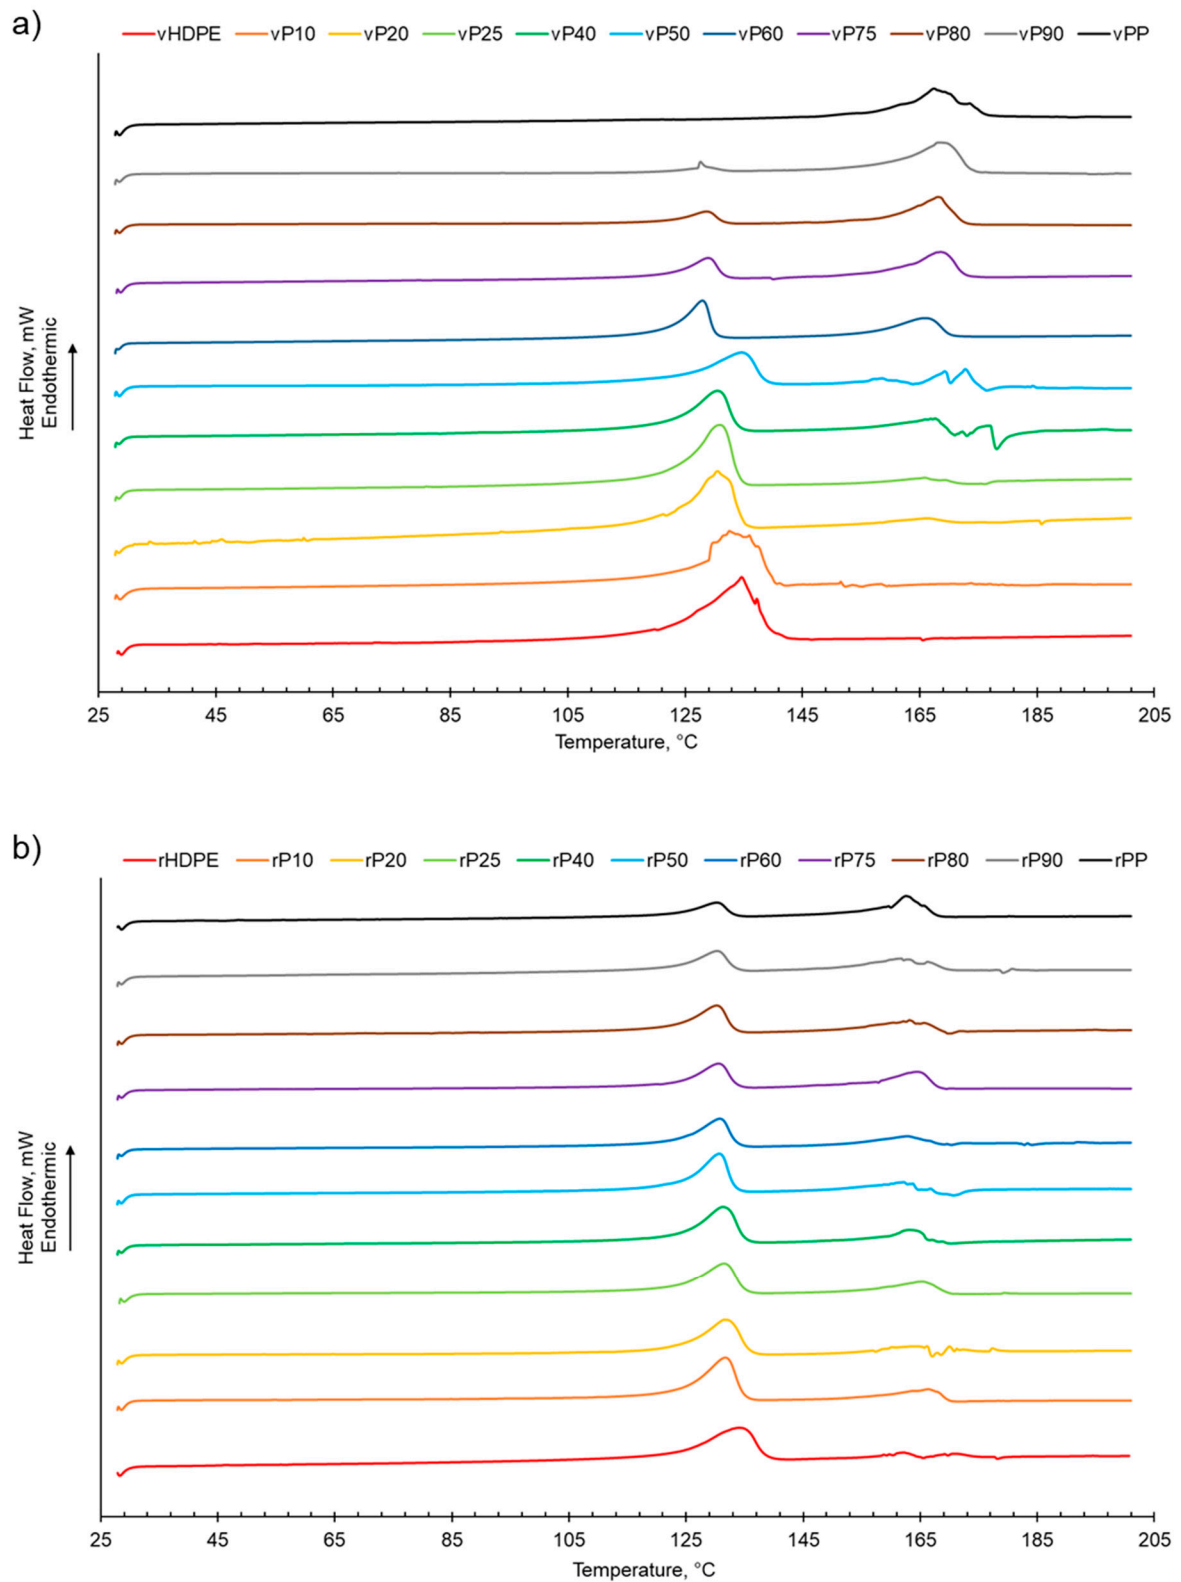 a)
vHDPE vP10 vP20 vP25 vP40 vP50 vP60 vP75 vP80 vP90 vPP
Heat Flow, mW
Endothermic
25 45 65 85 105 125 145 165 185 205
Temperature, °C
b)
rHDPE rP10 rP20 rP25 rP40 rP50 rP60 rP75 rP80 rP90 rPP
Heat Flow, mW
Endothermic
25 45 65 85 105 125 145 165 185 205
Temperature, °C